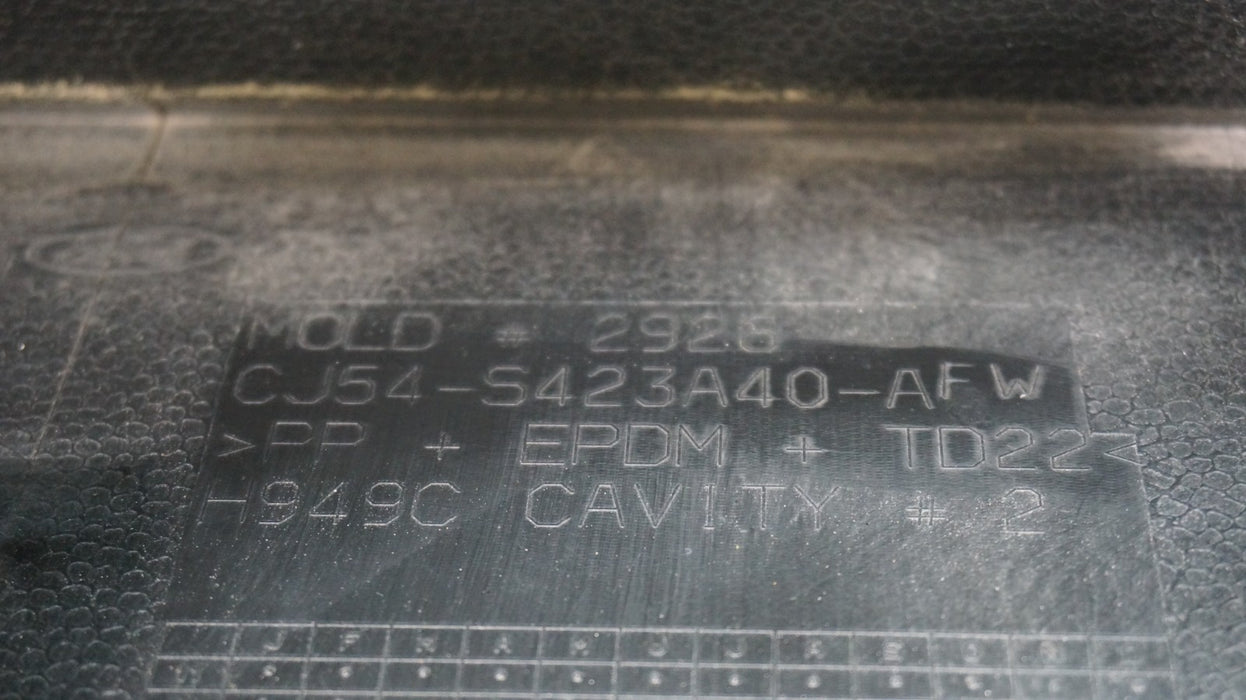 MOLD # 2926
CJ54-S423A40-AFW
>PP + EPDM + TD22<
H949C CAVITY # 2
J F M A M J J A S O N D